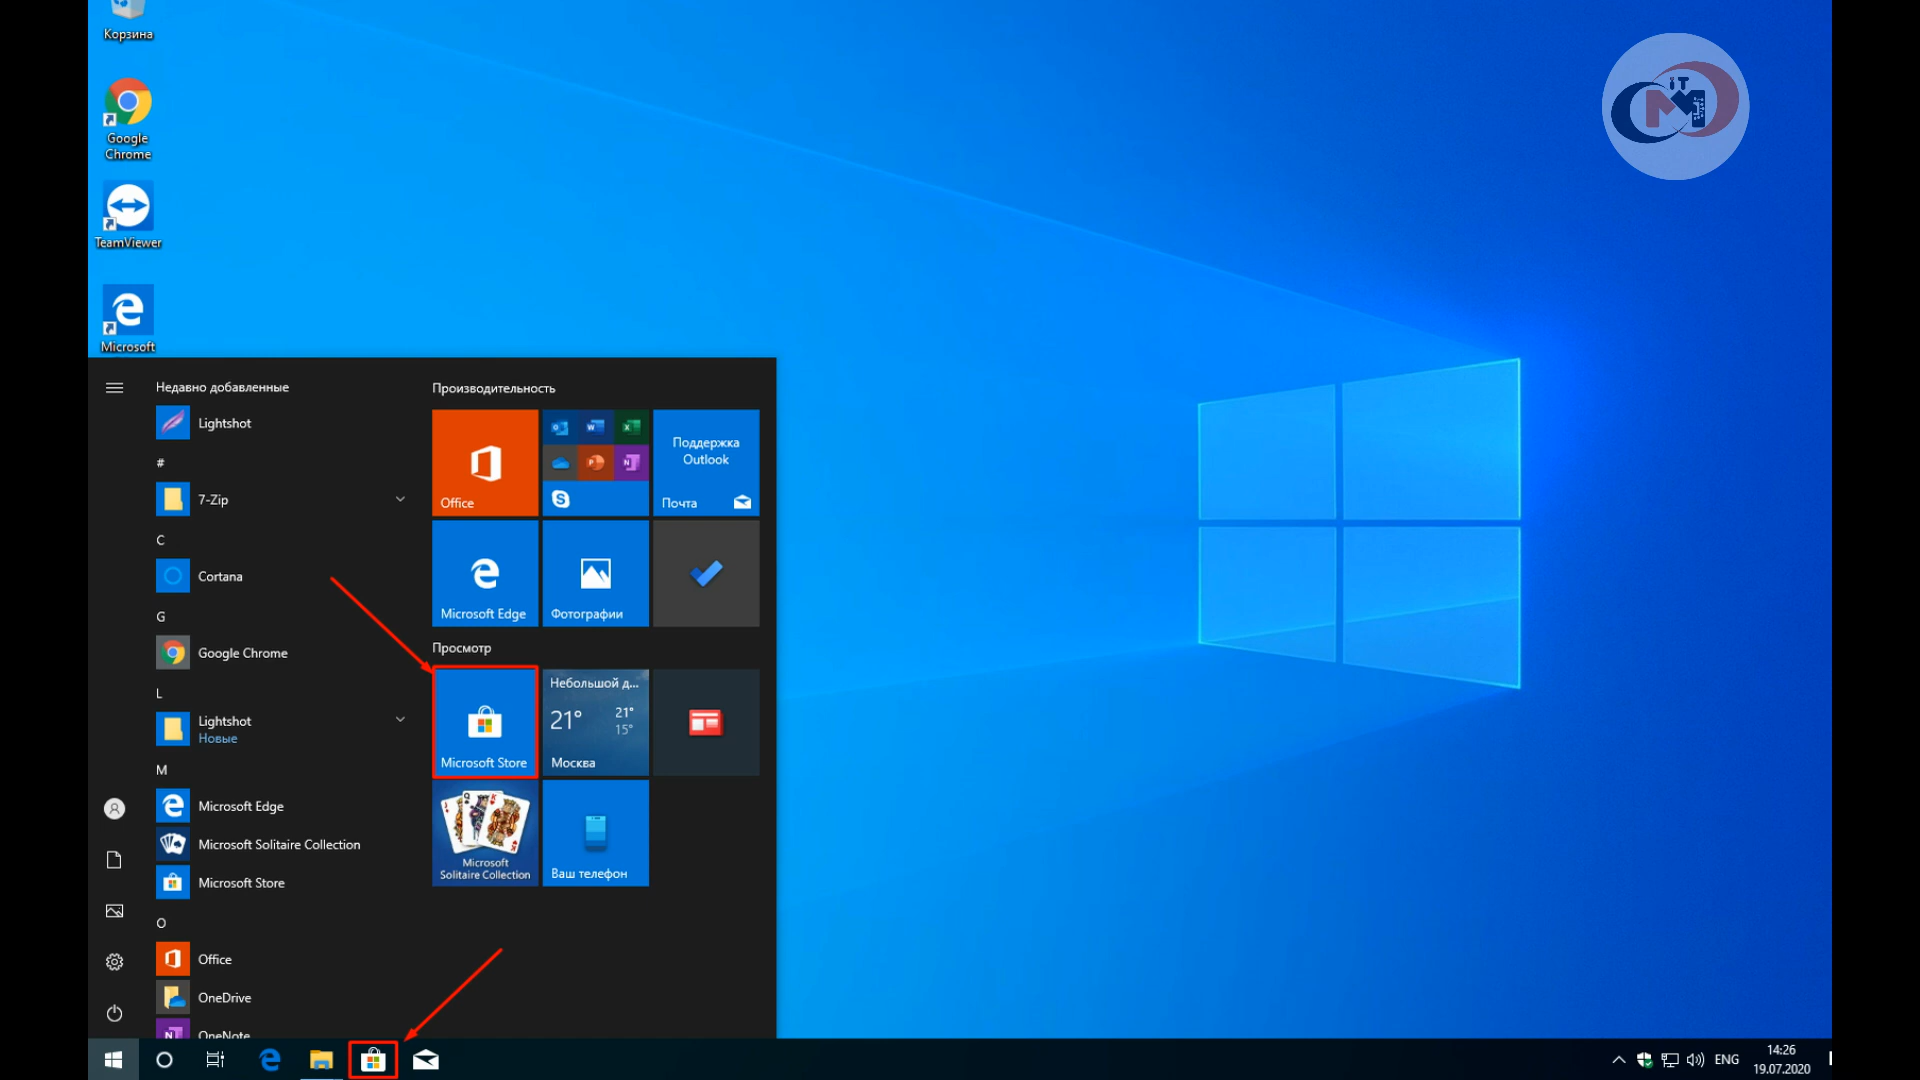 Корзина
Google
Chrome
TeamViewer
Microsoft
iT
M
Недавно добавленные
Lightshot
#
7-Zip
C
Cortana
G
Google Chrome
L
Lightshot
Новые
M
Microsoft Edge
Microsoft Solitaire Collection
Microsoft Store
O
Office
OneDrive
OneNote
Производительность
Office
Поддержка
Outlook
Почта
Microsoft Edge
Фотографии
Просмотр
Microsoft Store
Небольшой д...
21°
21°
15°
Москва
Microsoft
Solitaire Collection
Ваш телефон
ENG
14:26
19.07.2020